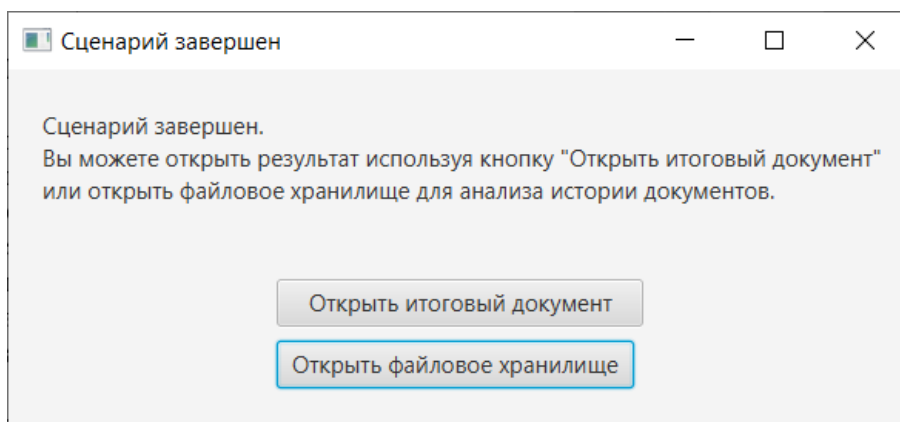 Сценарий завершен
Сценарий завершен.
Вы можете открыть результат используя кнопку "Открыть итоговый документ"
или открыть файловое хранилище для анализа истории документов.
Открыть итоговый документ
Открыть файловое хранилище